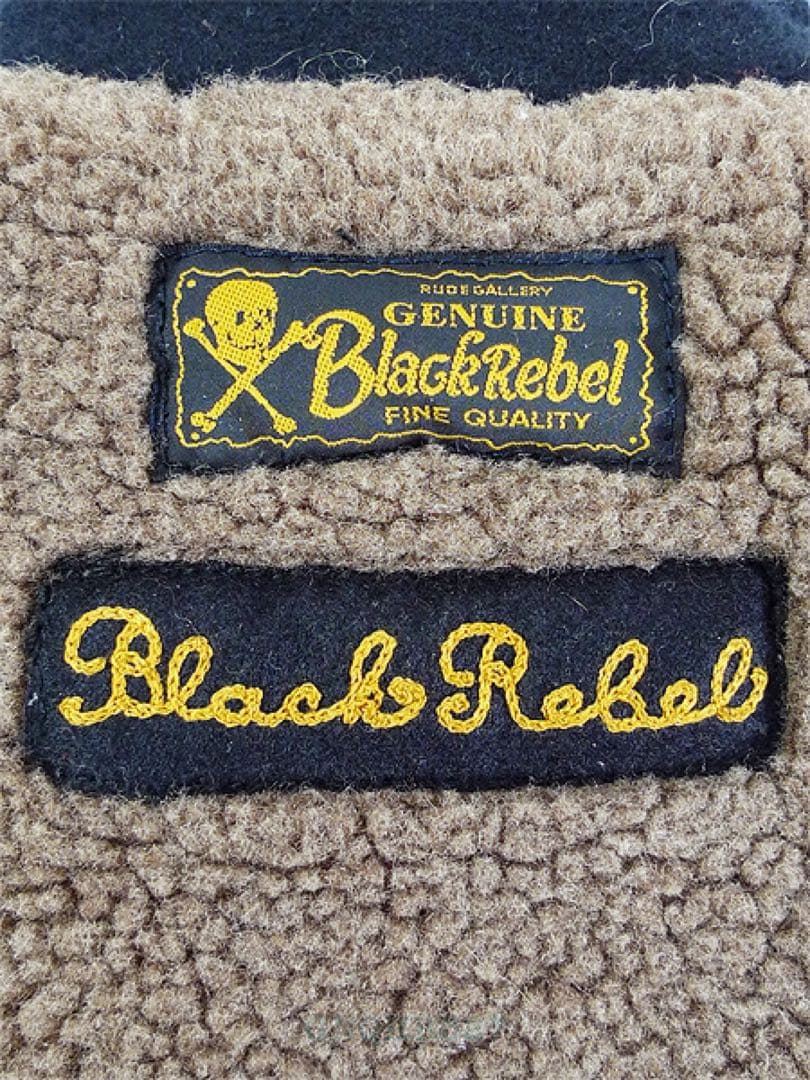 RUDE GALLERY
GENUINE
BlackRebel
FINE QUALITY
Black Rebel